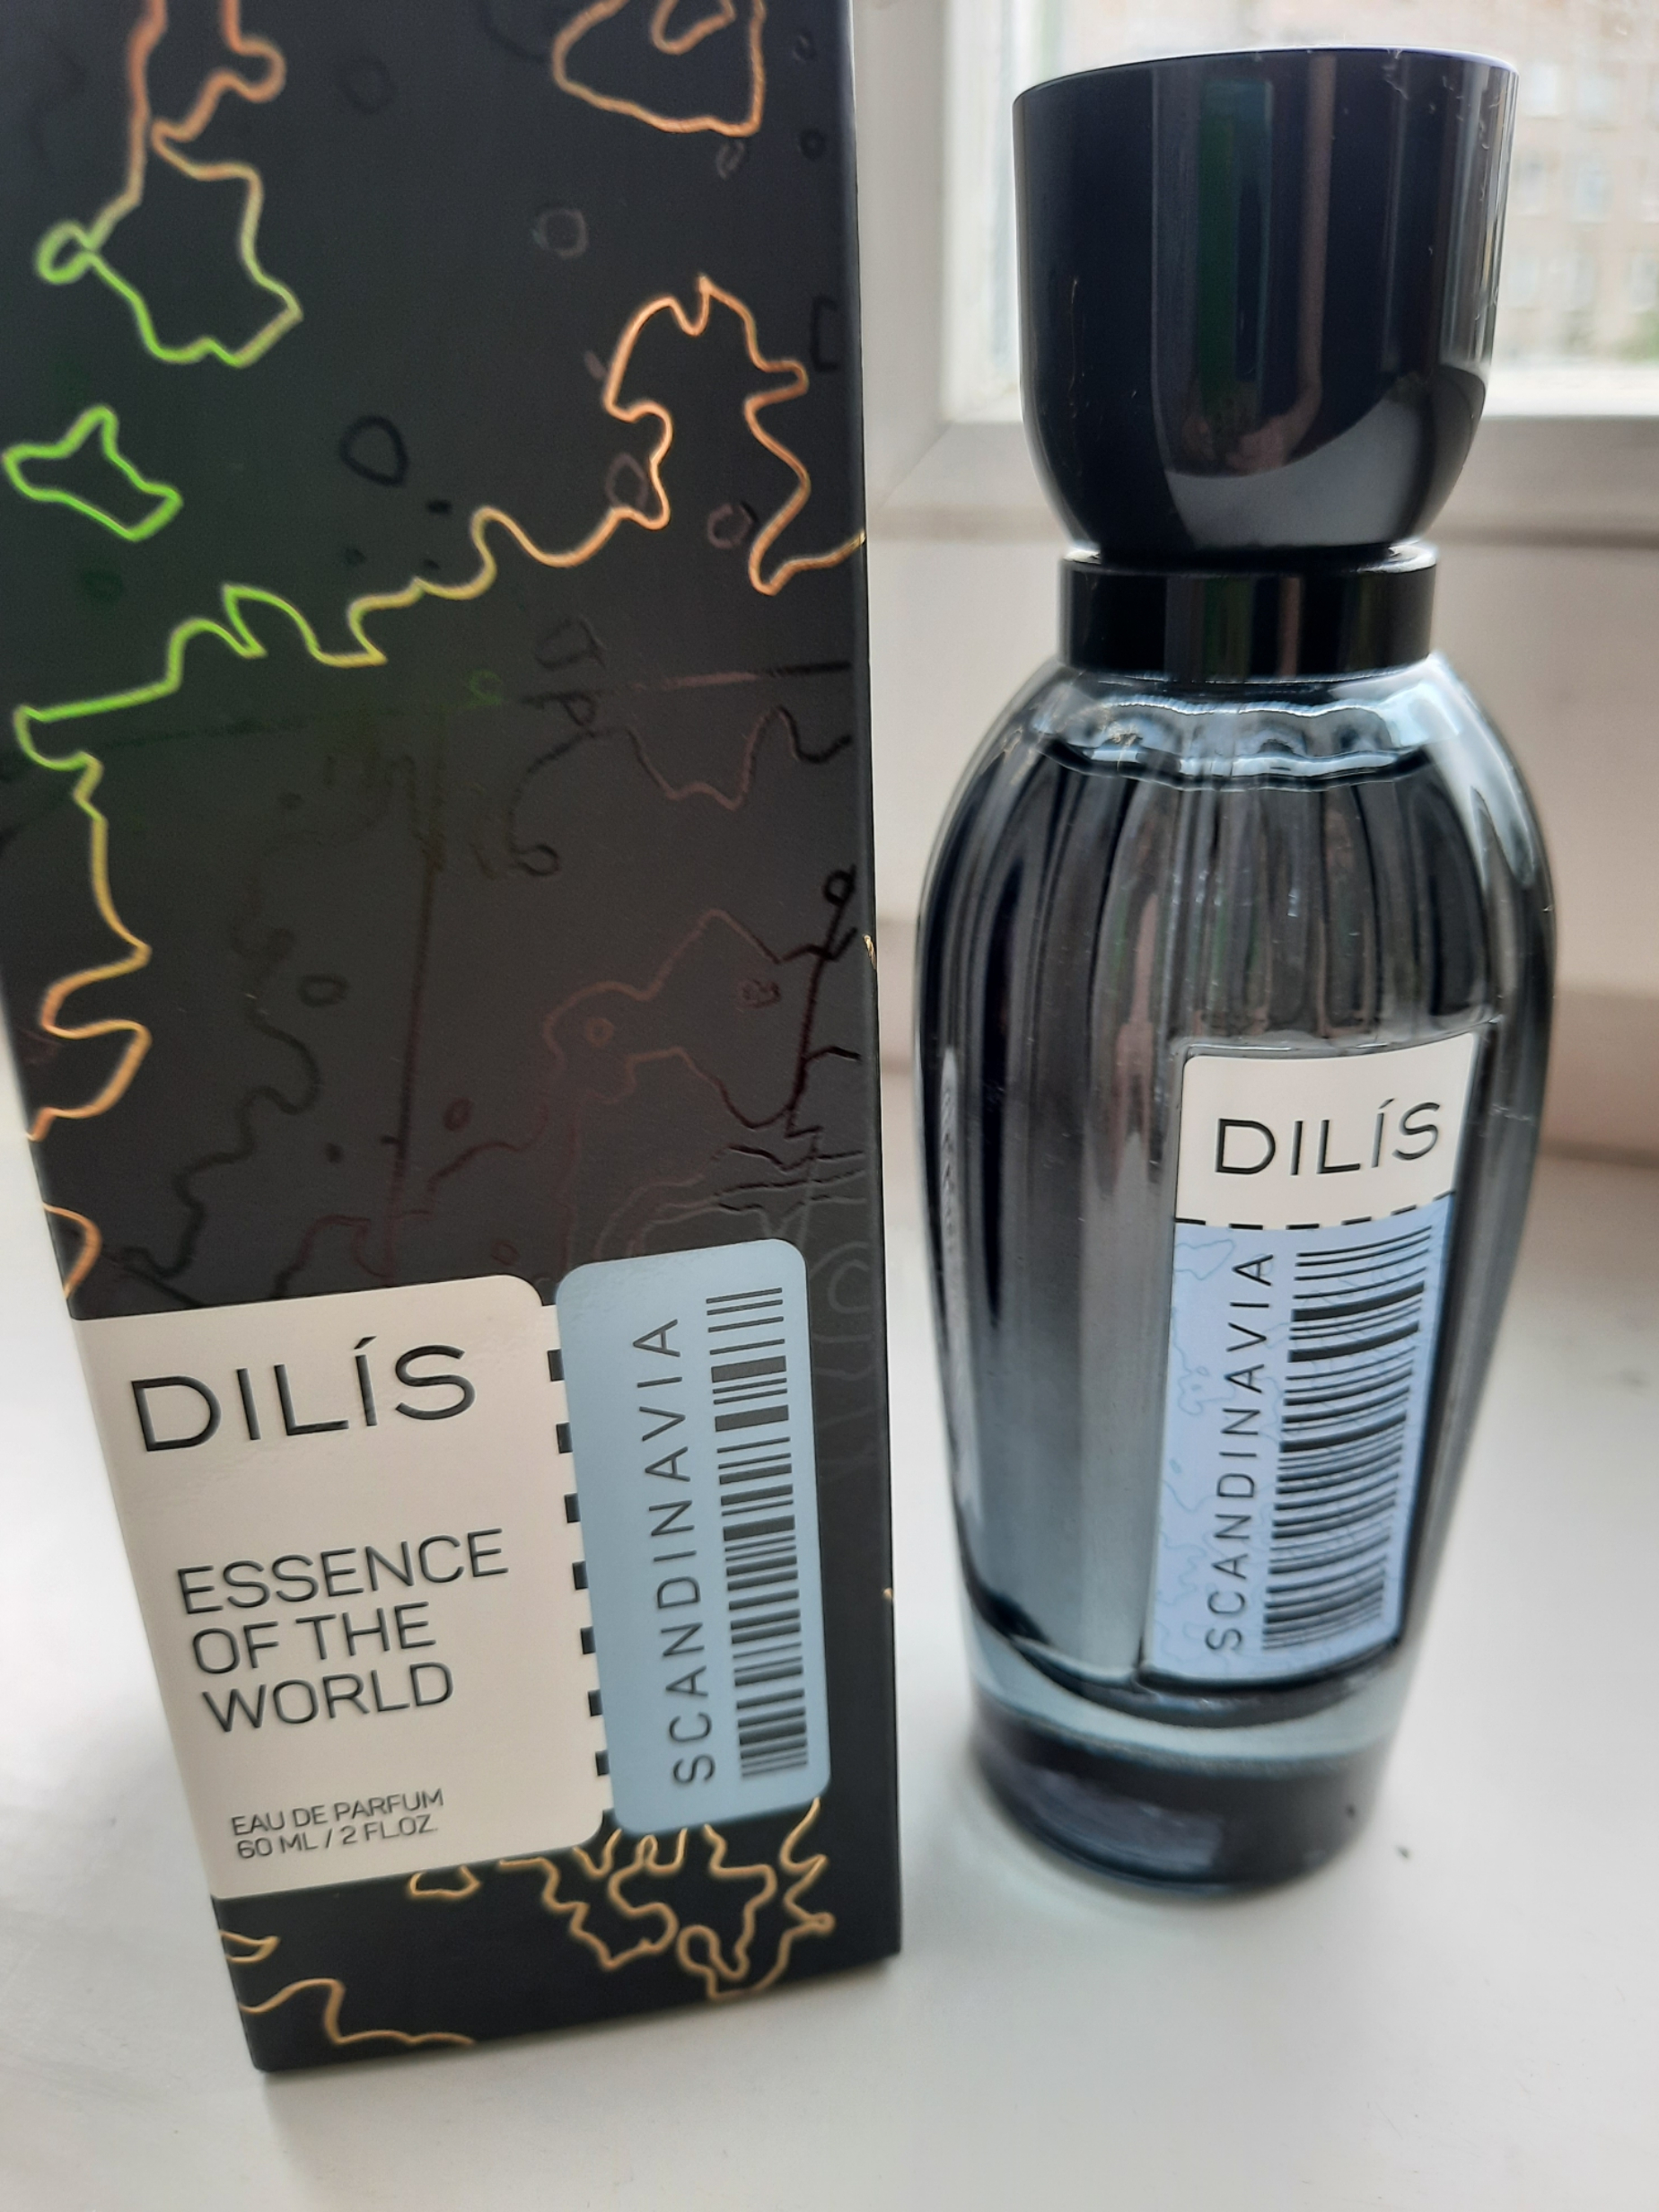 DILÍS
ESSENCE
OF THE
WORLD
EAU DE PARFUM
60 ML / 2 FL.OZ.
SCANDINAVIA
DILÍS
SCANDINAVIA